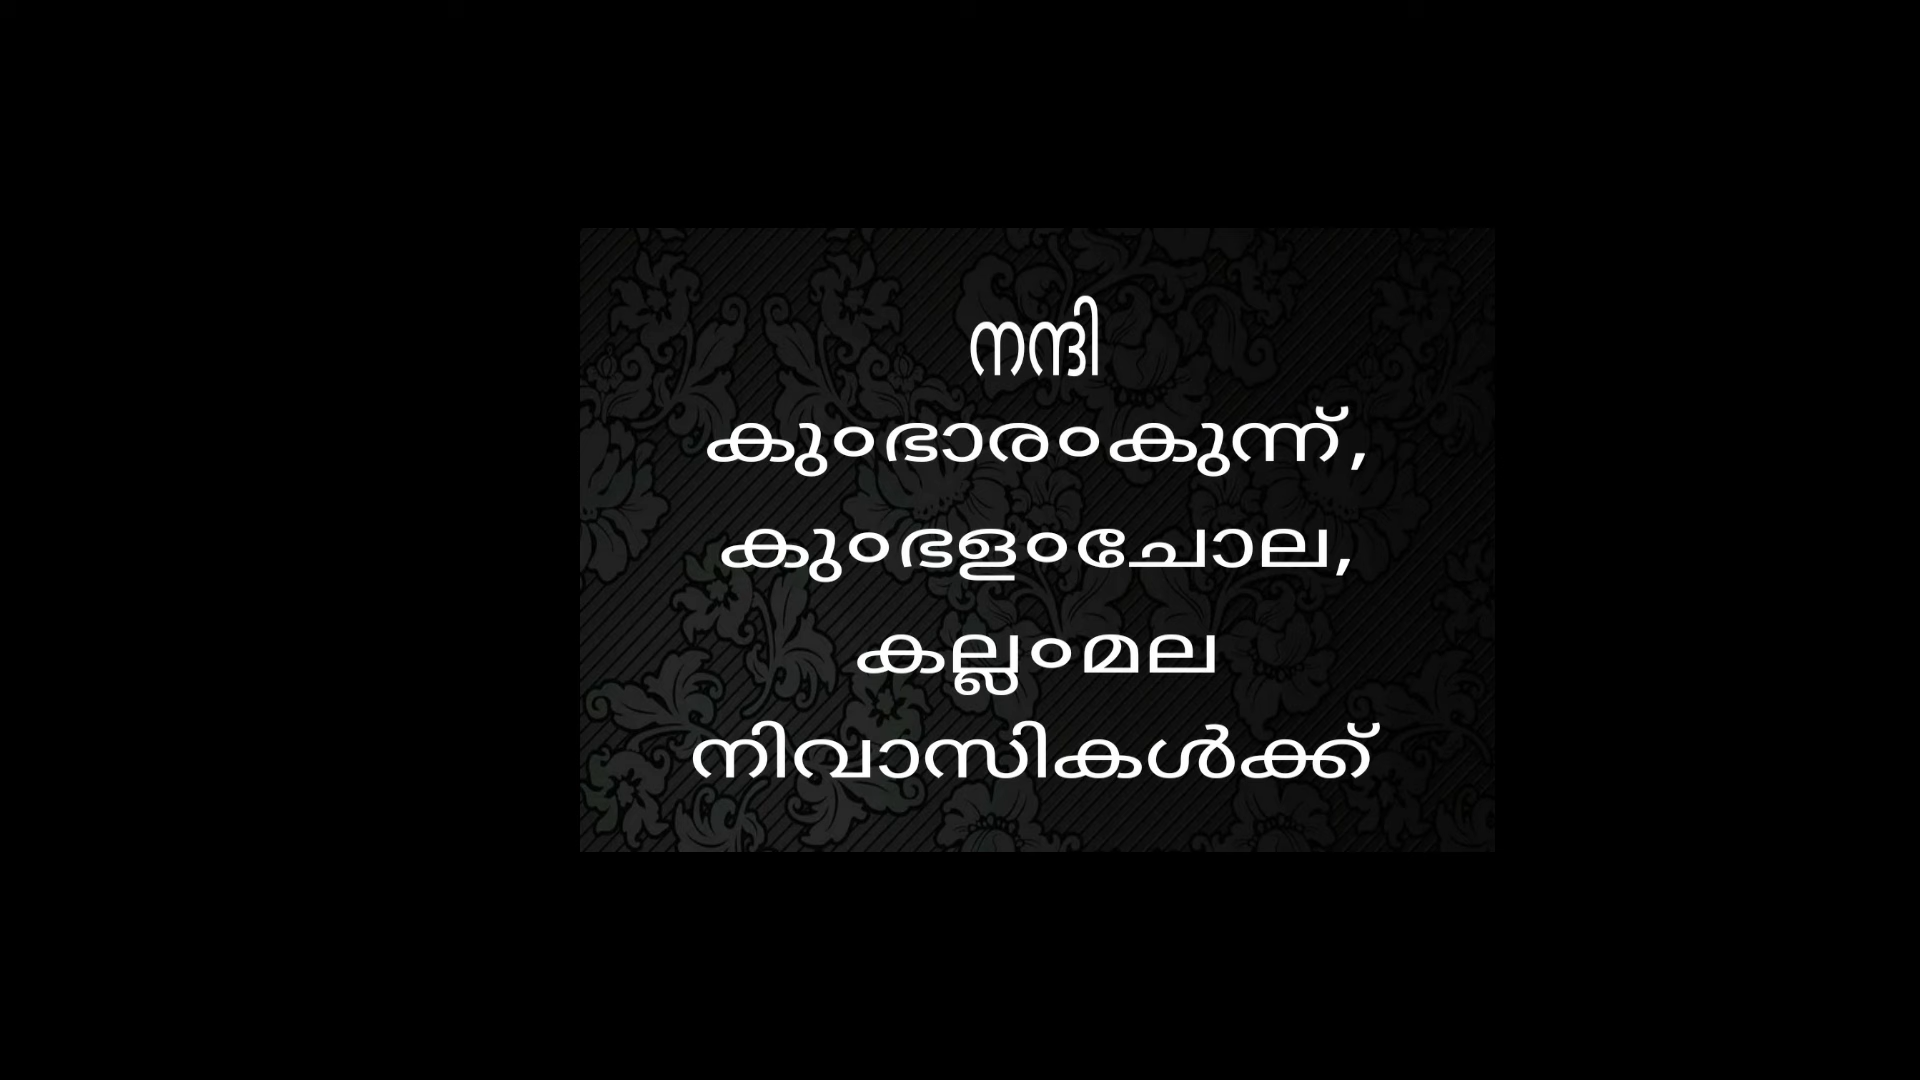 നന്ദി
കുംഭാരംകുന്ന്,
കുംഭളംചോല,
കല്ലംമല
നിവാസികൾക്ക്